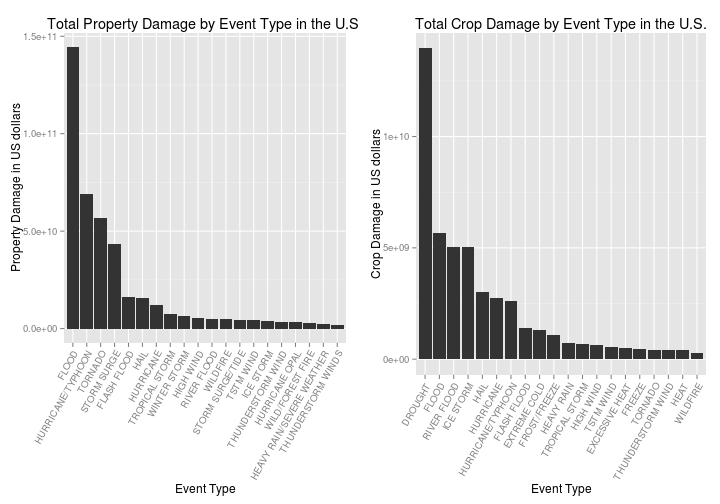 Total Property Damage by Event Type in the U.S
1.5e+11
1.0e+11
5.0e+10
0.0e+00
Property Damage in US dollars
FLOOD
HURRICANE/TYPHOON
TORNADO
STORM SURGE
FLASH FLOOD
HAIL
HURRICANE
TROPICAL STORM
WINTER STORM
HIGH WIND
RIVER FLOOD
WILDFIRE
STORM SURGE/TIDE
TSTM WIND
ICE STORM
THUNDERSTORM WIND
HURRICANE OPAL
WILD/FOREST FIRE
HEAVY RAIN/SEVERE WEATHER
THUNDERSTORM WINDS
Event Type
Total Crop Damage by Event Type in the U.S.
1e+10
5e+09
0e+00
Crop Damage in US dollars
DROUGHT
FLOOD
RIVER FLOOD
ICE STORM
HAIL
HURRICANE
HURRICANE/TYPHOON
FLASH FLOOD
EXTREME COLD
FROST/FREEZE
HEAVY RAIN
TROPICAL STORM
HIGH WIND
TSTM WIND
EXCESSIVE HEAT
FREEZE
TORNADO
THUNDERSTORM WIND
HEAT
WILDFIRE
Event Type